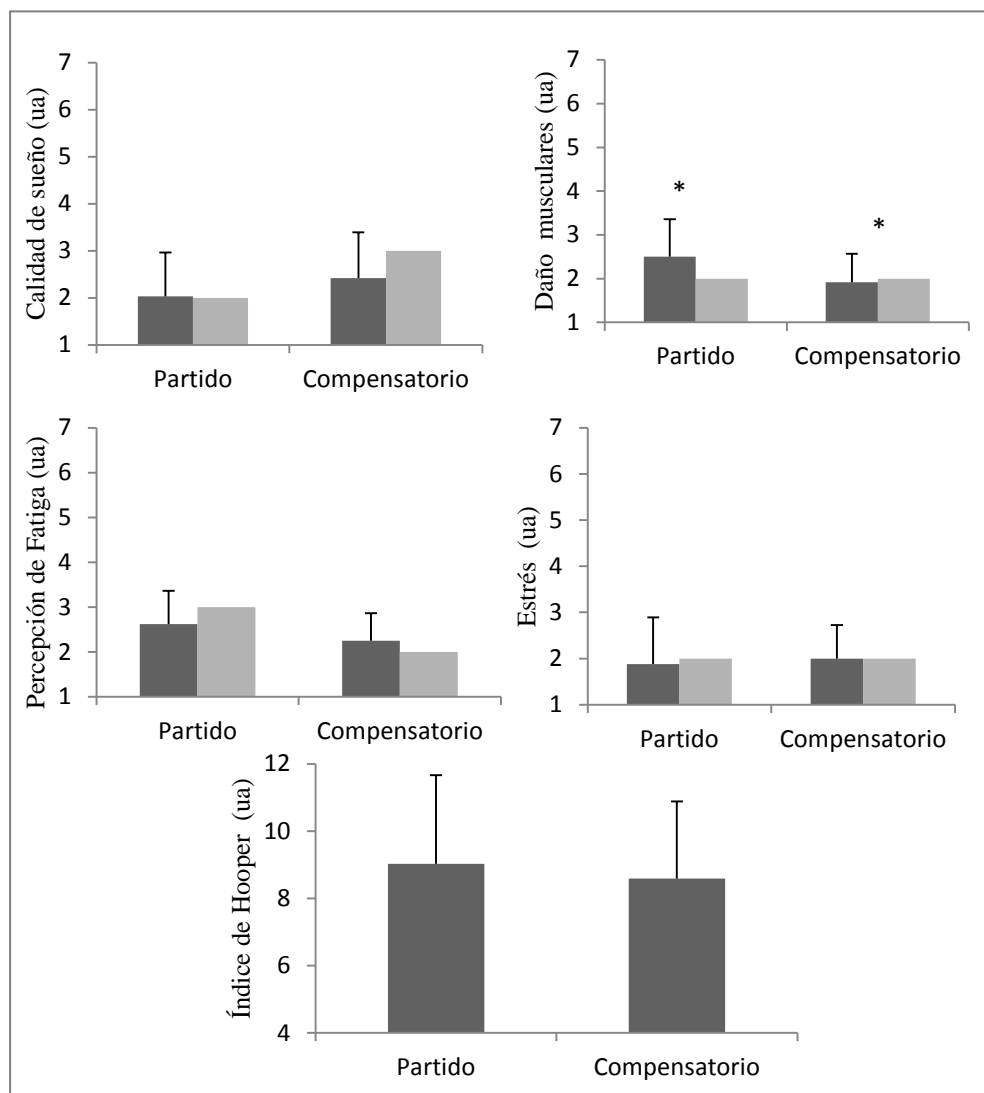 Calidad de sueño (ua)
7
6
5
4
3
2
1
Partido
Compensatorio
Daño musculares (ua)
7
6
5
4
3
2
1
*
*
Partido
Compensatorio
Percepción de Fatiga (ua)
7
6
5
4
3
2
1
Partido
Compensatorio
Estrés (ua)
7
6
5
4
3
2
1
Partido
Compensatorio
Índice de Hooper (ua)
12
10
8
6
4
Partido
Compensatorio